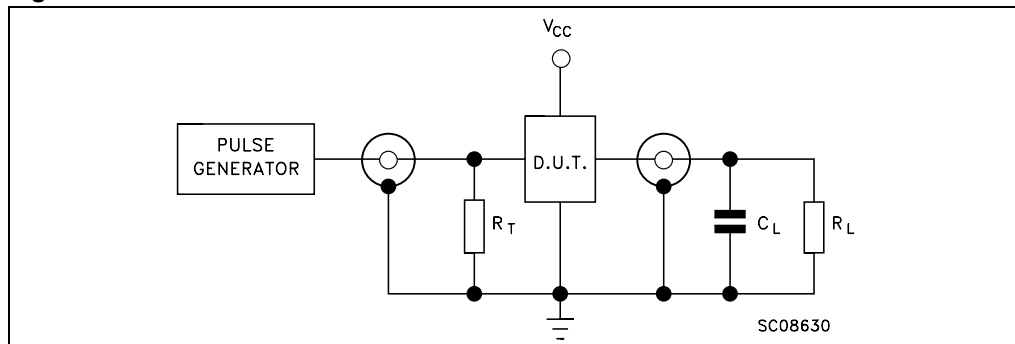 VCC
PULSE
GENERATOR
D.U.T.
RT
CL
RL
SC08630